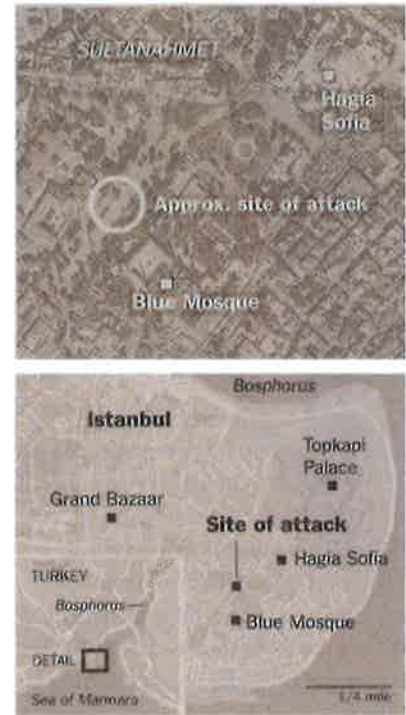 SULTANAHMET
Hagia
Sofia
Approx. site of attack
Blue Mosque
Bosphorus
Istanbul
Topkapi
Palace
Grand Bazaar
Site of attack
Hagia Sofia
TURKEY
Bosphorus
Blue Mosque
DETAIL
Sea of Marmara
1/4 mile